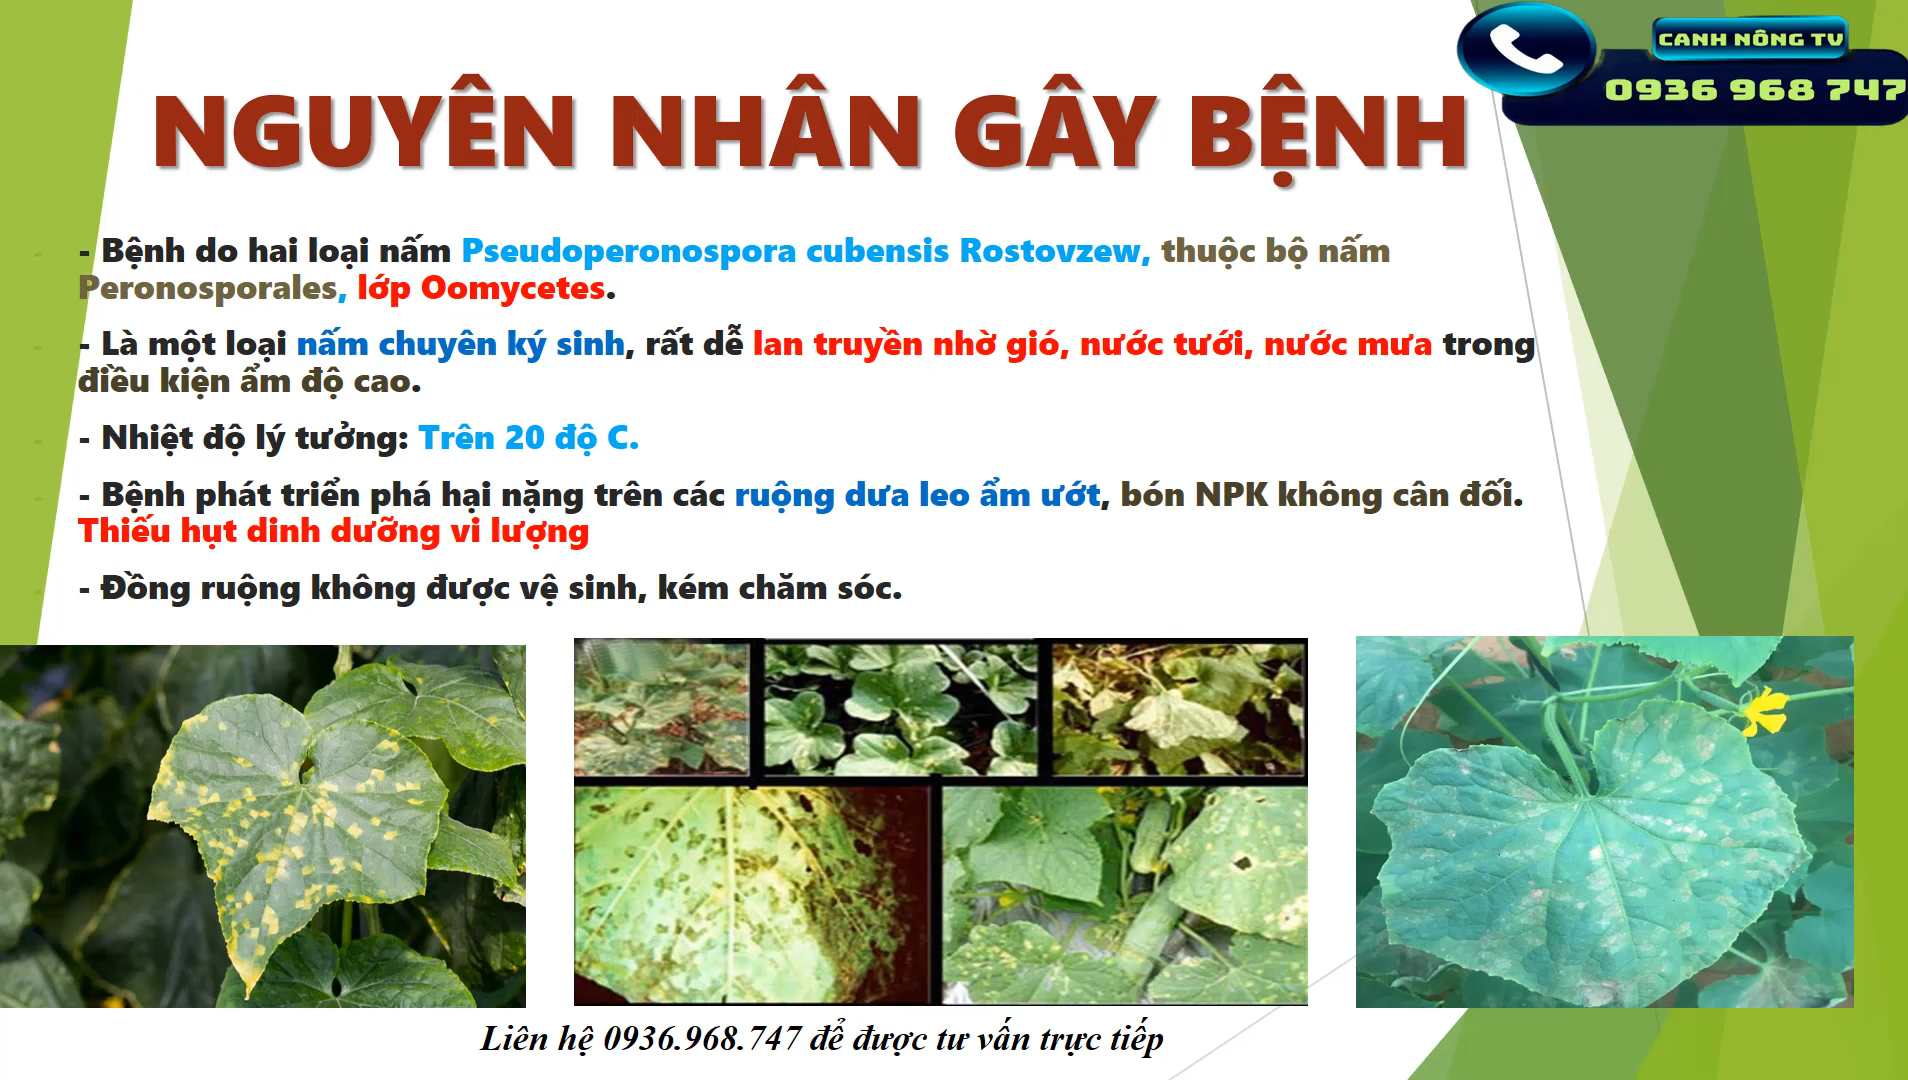 CANH NÔNG TV
0936 968 747
NGUYÊN NHÂN GÂY BỆNH
- Bệnh do hai loại nấm Pseudoperonospora cubensis Rostovzew, thuộc bộ nấm
Peronosporales, lớp Oomycetes.
- Là một loại nấm chuyên ký sinh, rất dễ lan truyền nhờ gió, nước tưới, nước mưa trong
điều kiện ẩm độ cao.
- Nhiệt độ lý tưởng: Trên 20 độ C.
- Bệnh phát triển phá hại nặng trên các ruộng dưa leo ẩm ướt, bón NPK không cân đối.
Thiếu hụt dinh dưỡng vi lượng
- Đồng ruộng không được vệ sinh, kém chăm sóc.
Liên hệ 0936.968.747 để được tư vấn trực tiếp